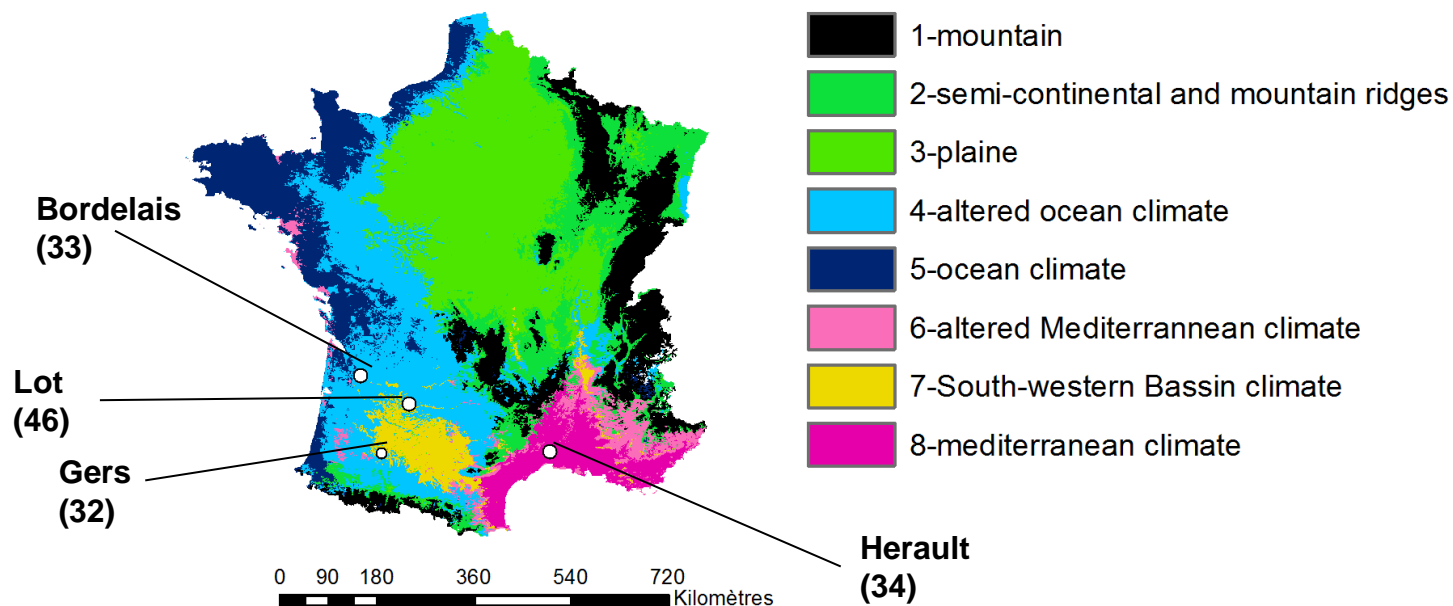 1-mountain
2-semi-continental and mountain ridges
3-plaine
4-altered ocean climate
5-ocean climate
6-altered Mediterrannean climate
7-South-western Bassin climate
8-mediterranean climate
Bordelais
(33)
Lot
(46)
Gers
(32)
Herault
(34)
0 90 180 360 540 720
Kilomètres